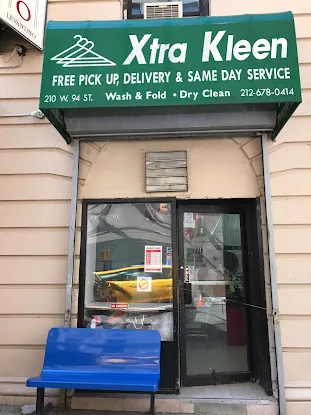 LEVANTINO
Xtra Kleen
FREE PICK UP, DELIVERY & SAME DAY SERVICE
210 W. 94 ST. Wash & Fold • Dry Clean 212-678-0414